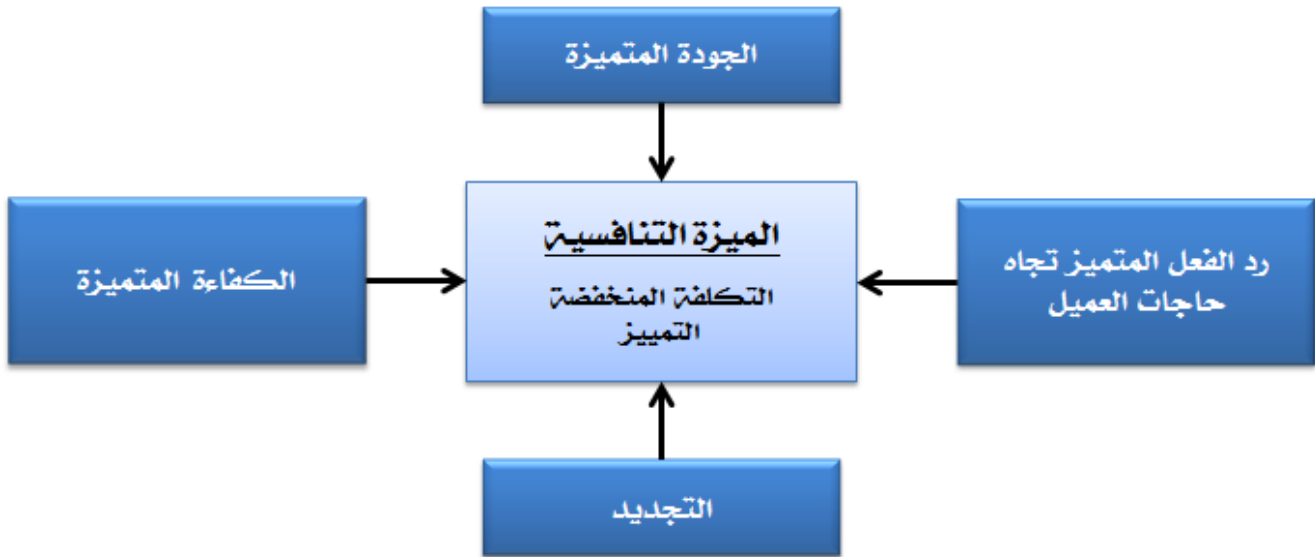 الجودة المتميزة
الميزة التنافسية
التكلفة المنخفضة
التمييز
رد الفعل المتميز تجاه
حاجات العميل
الكفاءة المتميزة
التجديد